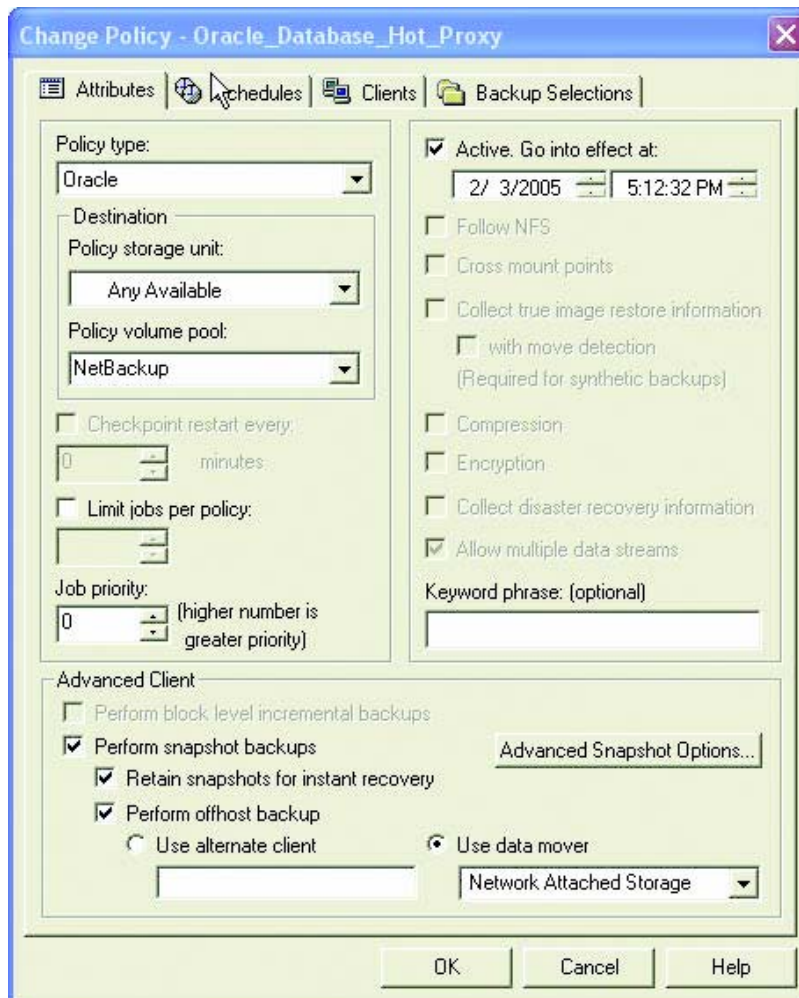 Change Policy - Oracle_Database_Hot_Proxy
Attributes
Schedules
Clients
Backup Selections
Policy type:
Oracle
Destination
Policy storage unit:
Any Available
Policy volume pool:
NetBackup
Checkpoint restart every:
0 minutes
Limit jobs per policy:
Job priority:
0 (higher number is
greater priority)
Active. Go into effect at:
2/ 3/2005 5:12:32 PM
Follow NFS
Cross mount points
Collect true image restore information
with move detection
(Required for synthetic backups)
Compression
Encryption
Collect disaster recovery information
Allow multiple data streams
Keyword phrase: (optional)
Advanced Client
Perform block level incremental backups
Perform snapshot backups
Advanced Snapshot Options...
Retain snapshots for instant recovery
Perform offhost backup
Use alternate client
Use data mover
Network Attached Storage
OK
Cancel
Help